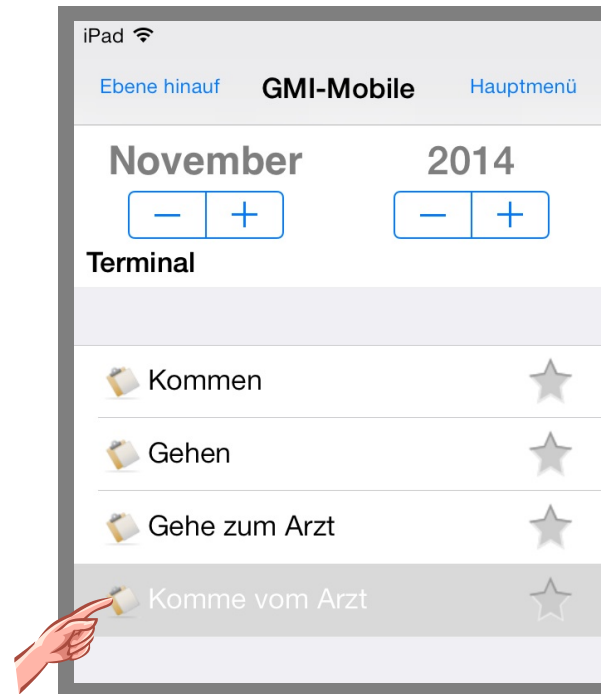 iPad
Ebene hinauf GMI-Mobile Hauptmenü
November 2014
− + − +
Terminal
Kommen
Gehen
Gehe zum Arzt
Komme vom Arzt